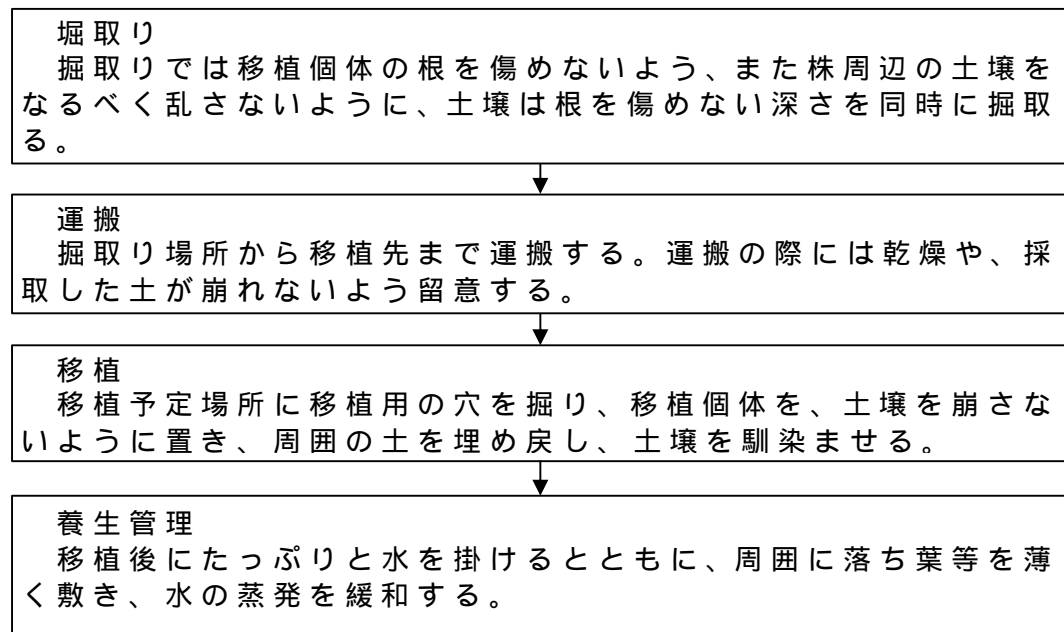 堀取り
掘取りでは移植個体の根を傷めないよう、また株周辺の土壌を
なるべく乱さないように、土壌は根を傷めない深さを同時に掘取
る。
運搬
掘取り場所から移植先まで運搬する。運搬の際には乾燥や、採
取した土が崩れないよう留意する。
移植
移植予定場所に移植用の穴を掘り、移植個体を、土壌を崩さな
いように置き、周囲の土を埋め戻し、土壌を馴染ませる。
養生管理
移植後にたっぷりと水を掛けるとともに、周囲に落ち葉等を薄
く敷き、水の蒸発を緩和する。